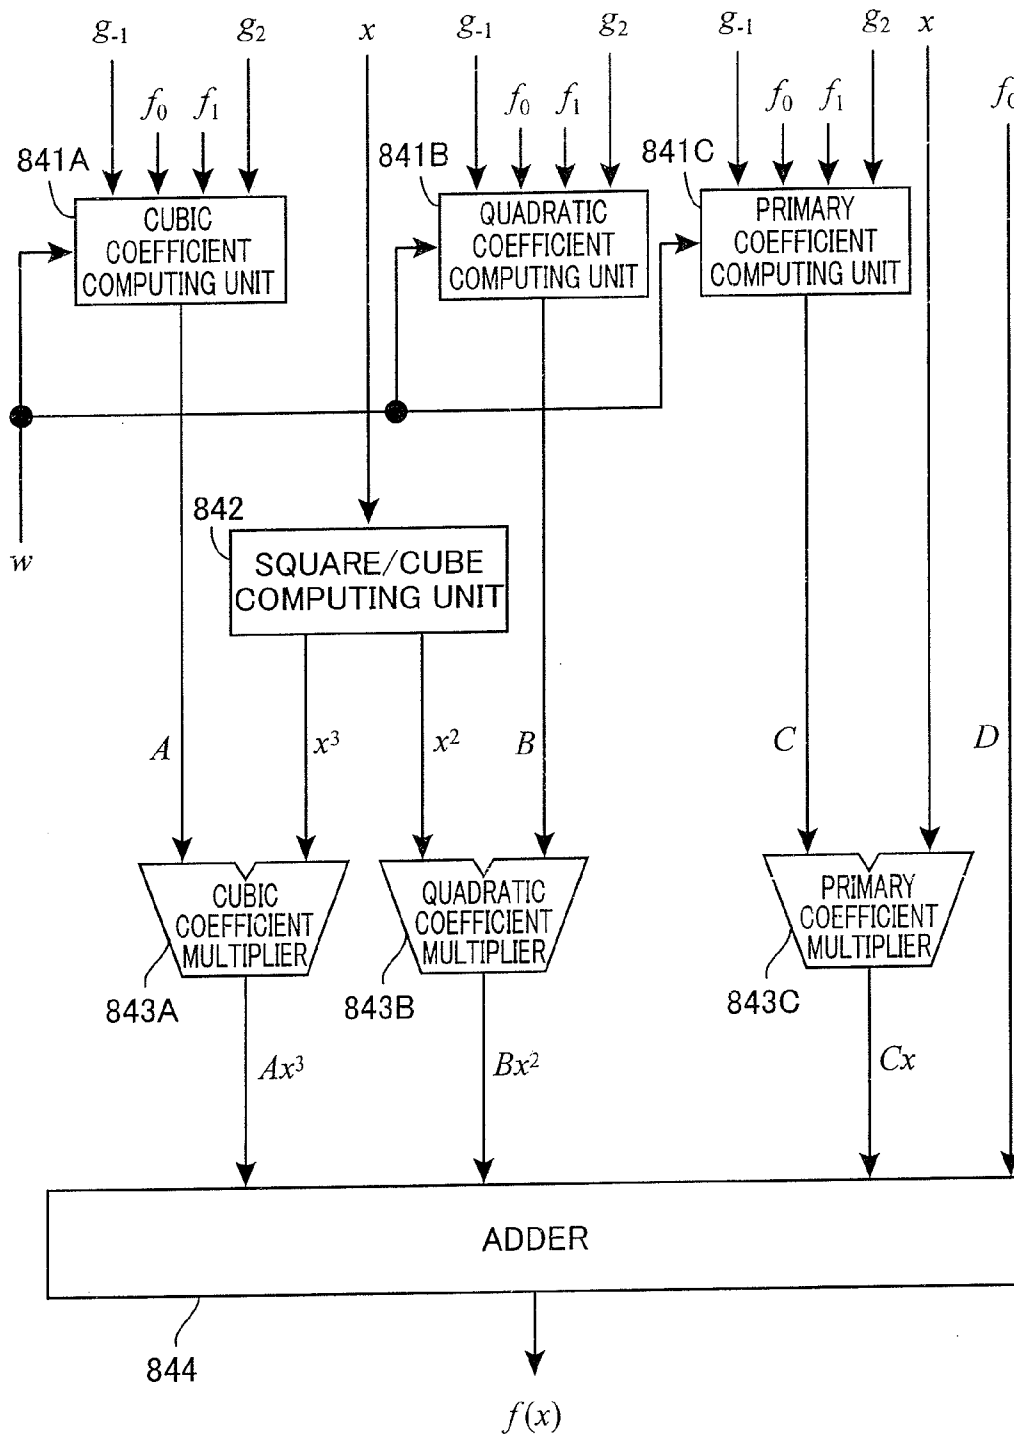 g-1 g2 x g-1 g2 g-1 g2 x
f0 f1 f0 f1 f0 f1 f0
841A 841B 841C
CUBIC
COEFFICIENT
COMPUTING UNIT
QUADRATIC
COEFFICIENT
COMPUTING UNIT
PRIMARY
COEFFICIENT
COMPUTING UNIT
w
842
SQUARE/CUBE
COMPUTING UNIT
A x3 x2 B C D
CUBIC
COEFFICIENT
MULTIPLIER
QUADRATIC
COEFFICIENT
MULTIPLIER
PRIMARY
COEFFICIENT
MULTIPLIER
843A 843B 843C
Ax3 Bx2 Cx
ADDER
844
f(x)